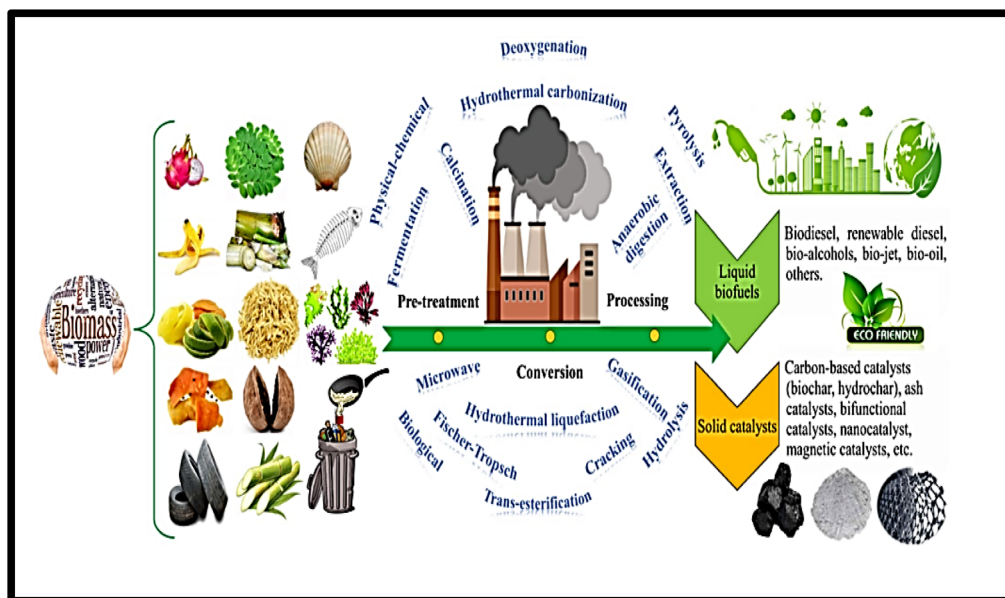 Biomass
power
wood
Deoxygenation
Hydrothermal carbonization
Physical-chemical
Calcination
Fermentation
Pyrolysis
Extraction
Anaerobic
digestion
Pre-treatment
Processing
Conversion
Microwave
Biological
Fischer-Tropsch
Hydrothermal liquefaction
Trans-esterification
Cracking
Gasification
Hydrolysis
Liquid
biofuels
Biodiesel, renewable diesel,
bio-alcohols, bio-jet, bio-oil,
others.
ECO FRIENDLY
Solid catalysts
Carbon-based catalysts
(biochar, hydrochar), ash
catalysts, bifunctional
catalysts, nanocatalyst,
magnetic catalysts, etc.